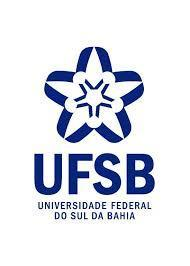 UFSB
UNIVERSIDADE FEDERAL
DO SUL DA BAHIA